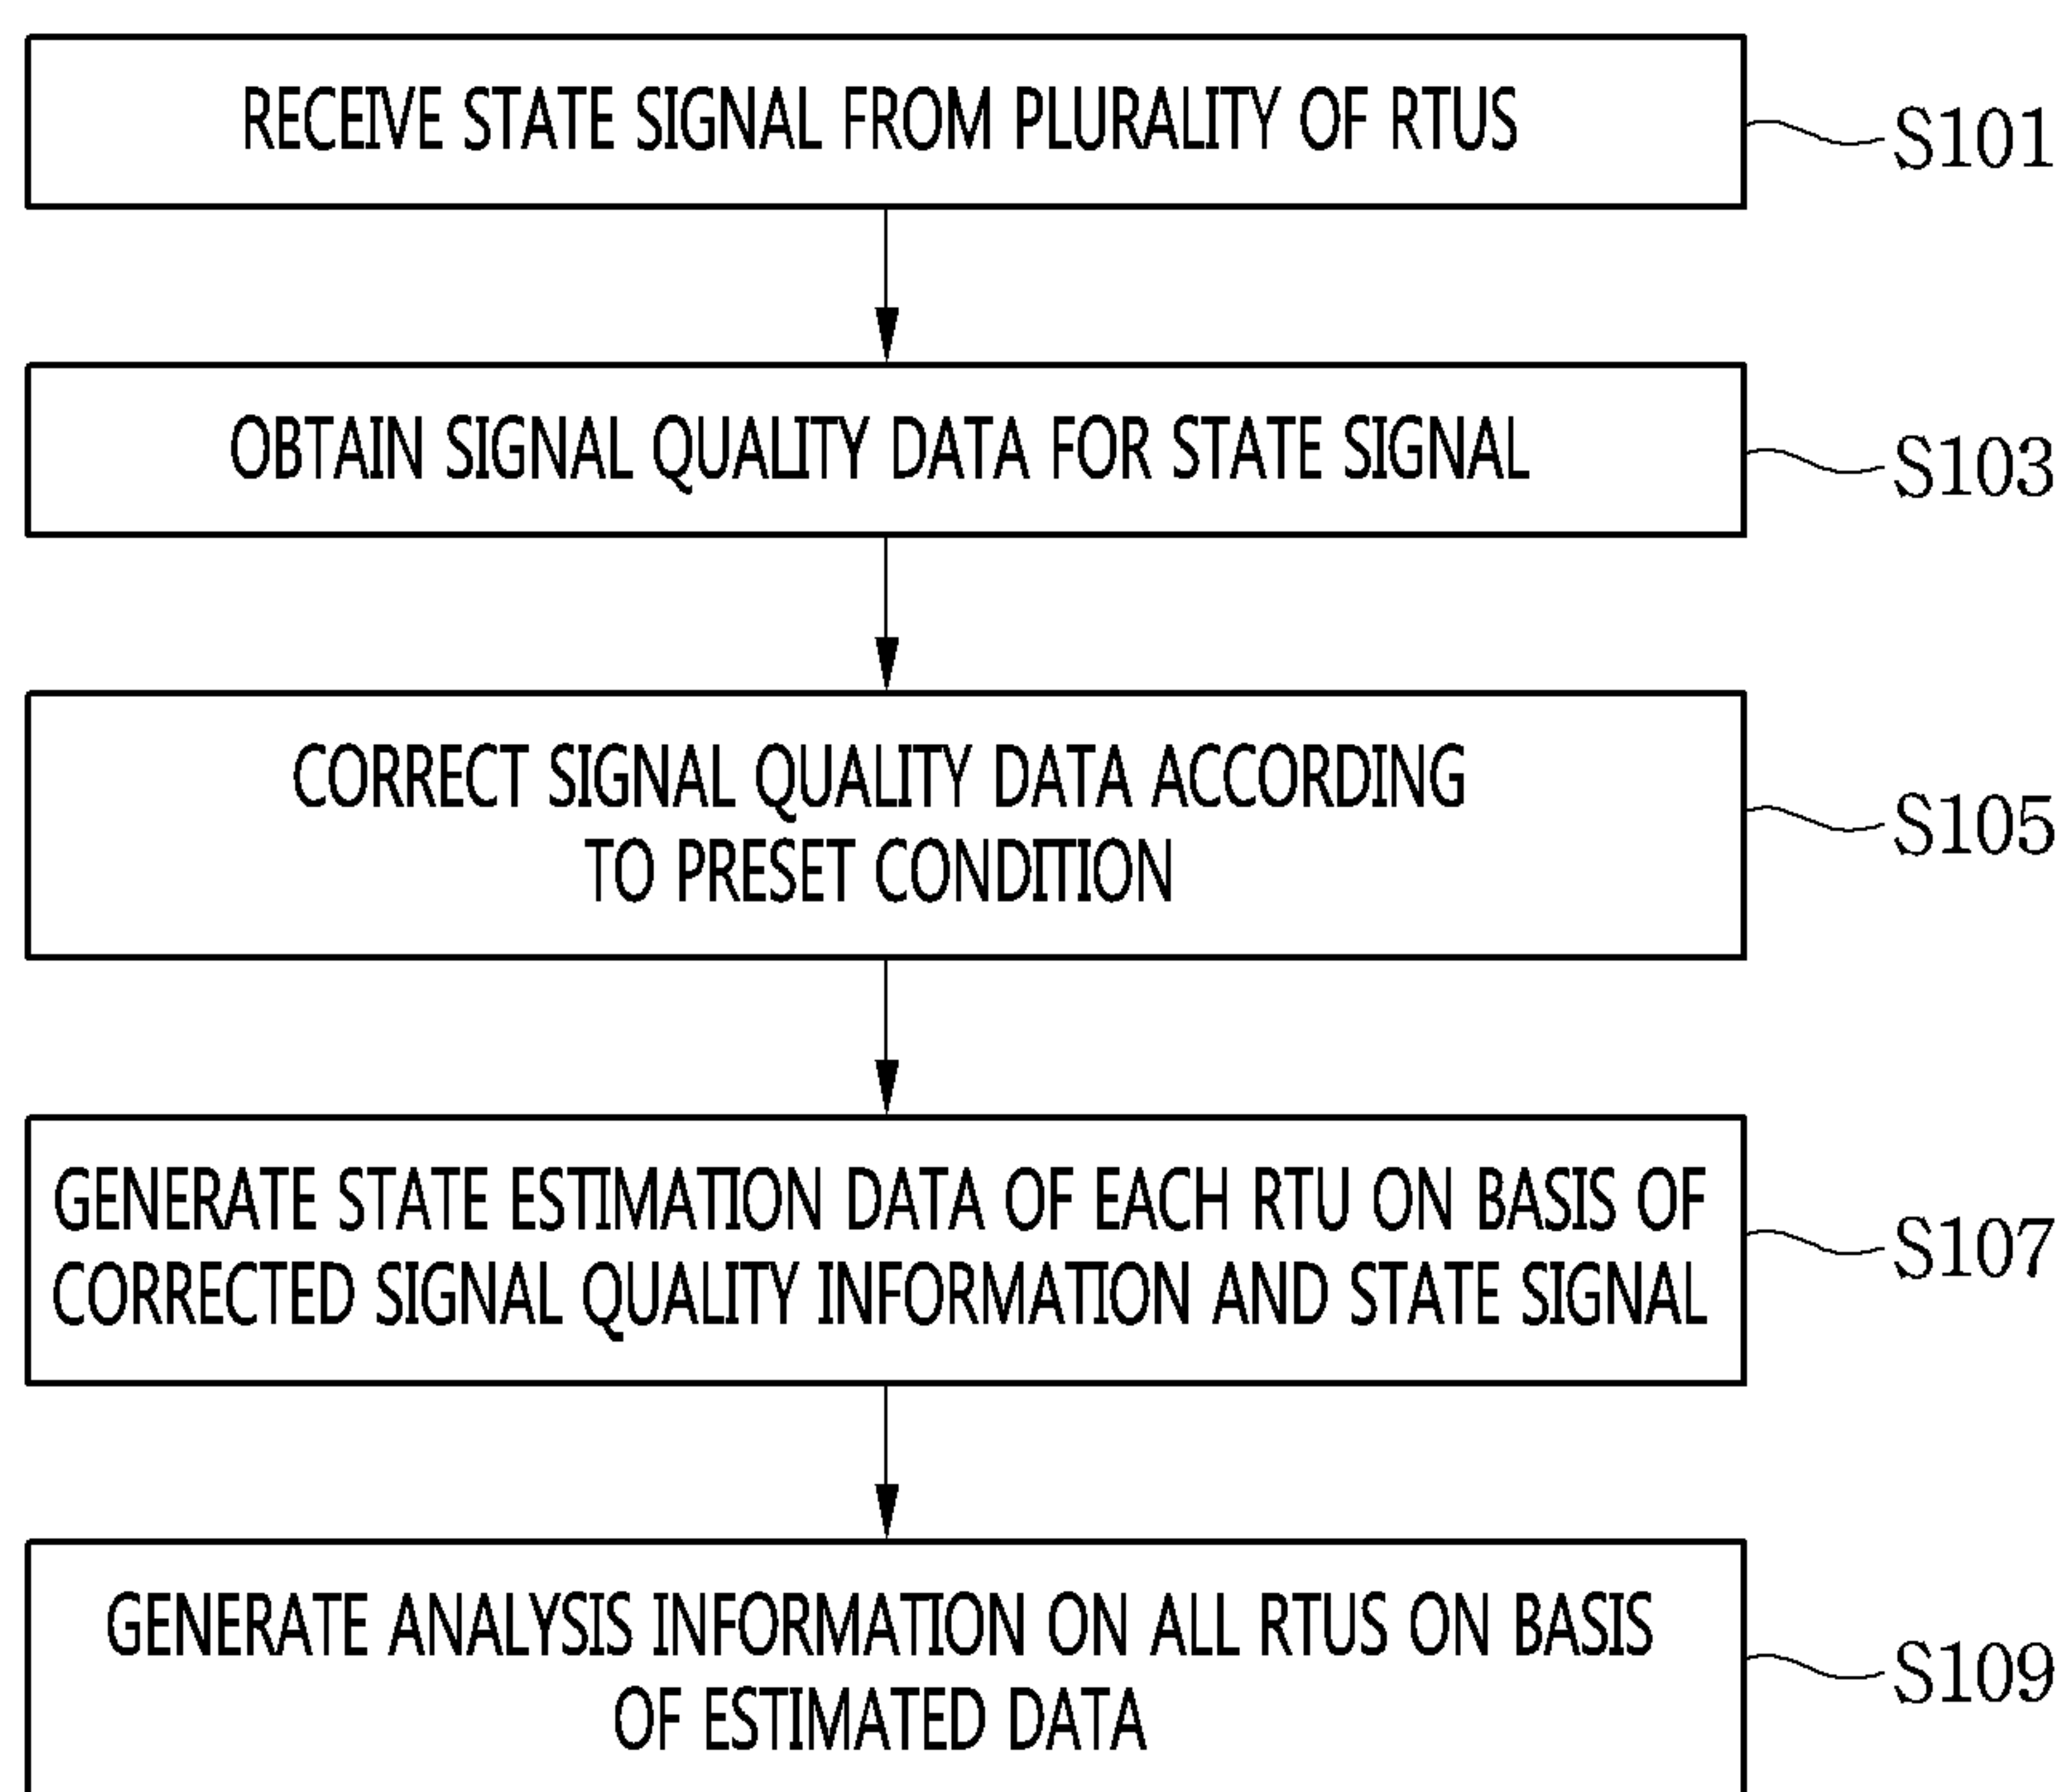 RECEIVE STATE SIGNAL FROM PLURALITY OF RTUS
S101
OBTAIN SIGNAL QUALITY DATA FOR STATE SIGNAL
S103
CORRECT SIGNAL QUALITY DATA ACCORDING
TO PRESET CONDITION
S105
GENERATE STATE ESTIMATION DATA OF EACH RTU ON BASIS OF
CORRECTED SIGNAL QUALITY INFORMATION AND STATE SIGNAL
S107
GENERATE ANALYSIS INFORMATION ON ALL RTUS ON BASIS
OF ESTIMATED DATA
S109